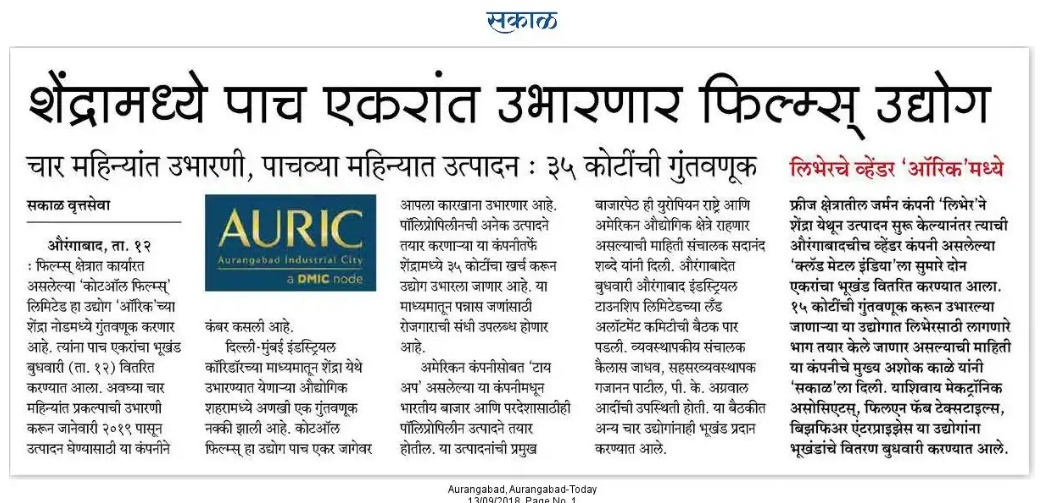 सकाळ
शेंद्रामध्ये पाच एकरांत उभारणार फिल्म्स् उद्योग
चार महिन्यांत उभारणी, पाचव्या महिन्यात उत्पादन : ३५ कोटींची गुंतवणूक
सकाळ वृत्तसेवा
औरंगाबाद, ता. १२
: फिल्म्स् क्षेत्रात कार्यारत
असलेल्या ‘कोटऑल फिल्म्स्’
लिमिटेड हा उद्योग ‘ऑरिक’च्या
शेंद्रा नोडमध्ये गुंतवणूक करणार
आहे. त्यांना पाच एकरांचा भूखंड
बुधवारी (ता. १२) वितरित
करण्यात आला. अवघ्या चार
महिन्यांत प्रकल्पाची उभारणी
करून जानेवारी २०१९ पासून
उत्पादन घेण्यासाठी या कंपनीने
AURIC
Aurangabad Industrial City
a DMIC node
कंबर कसली आहे.
दिल्ली-मुंबई इंडस्ट्रियल
कॉरिडॉरच्या माध्यमातून शेंद्रा येथे
उभारण्यात येणाऱ्या औद्योगिक
शहरामध्ये अणखी एक गुंतवणूक
नक्की झाली आहे. कोटऑल
फिल्म्स् हा उद्योग पाच एकर जागेवर
आपला कारखाना उभारणार आहे.
पॉलिप्रिपिलीनची अनेक उत्पादने
तयार करणाऱ्या या कंपनीतर्फे
शेंद्रामध्ये ३५ कोटींचा खर्च करून
उद्योग उभारला जाणार आहे. या
माध्यमातून पन्नास जणांसाठी
रोजगाराची संधी उपलब्ध होणार
आहे.
अमेरिकन कंपनीसोबत ‘टाय
अप’ असलेल्या या कंपनीमधून
भारतीय बाजार आणि परदेशासाठीही
पॉलिप्रिपिलीन उत्पादने तयार
होतील. या उत्पादनांची प्रमुख
बाजारपेठ ही युरोपियन राष्ट्रे आणि
अमेरिकन औद्योगिक क्षेत्रे राहणार
असल्याची माहिती संचालक सदानंद
शब्दे यांनी दिली. औरंगाबादेत
बुधवारी औरंगाबाद इंडस्ट्रियल
टाउनशिप लिमिटेडच्या लँड
अलॉटमेंट कमिटीची बैठक पार
पडली. व्यवस्थापकीय संचालक
कैलास जाधव, सहसरव्यवस्थापक
गजानन पाटील, पी. के. अग्रवाल
आदींची उपस्थिती होती. या बैठकीत
अन्य चार उद्योगांनाही भूखंड प्रदान
करण्यात आले.
लिभेरचे व्हेंडर ‘ऑरिक’मध्ये
फ्रीज क्षेत्रातील जर्मन कंपनी ‘लिभेर’ने
शेंद्रा येथून उत्पादन सुरू केल्यानंतर त्याची
औरंगाबादचीच व्हेंडर कंपनी असलेल्या
‘क्लॅड मेटल इंडिया’ला सुमारे दोन
एकरांचा भूखंड वितरित करण्यात आला.
१५ कोटींची गुंतवणूक करून उभारल्या
जाणाऱ्या या उद्योगात लिभेरसाठी लागणारे
भाग तयार केले जाणार असल्याची माहिती
या कंपनीचे मुख्य अशोक काळे यांनी
‘सकाळ’ला दिली. याशिवाय मेकट्रॉनिक
असोसिएटस्, फिलएन फॅब टेक्सटाइल्स,
बिझफिअर एंटरप्राइझेस या उद्योगांना
भूखंडांचे वितरण बुधवारी करण्यात आले.
Aurangabad, Aurangabad-Today
13/09/2018, Page No. 1